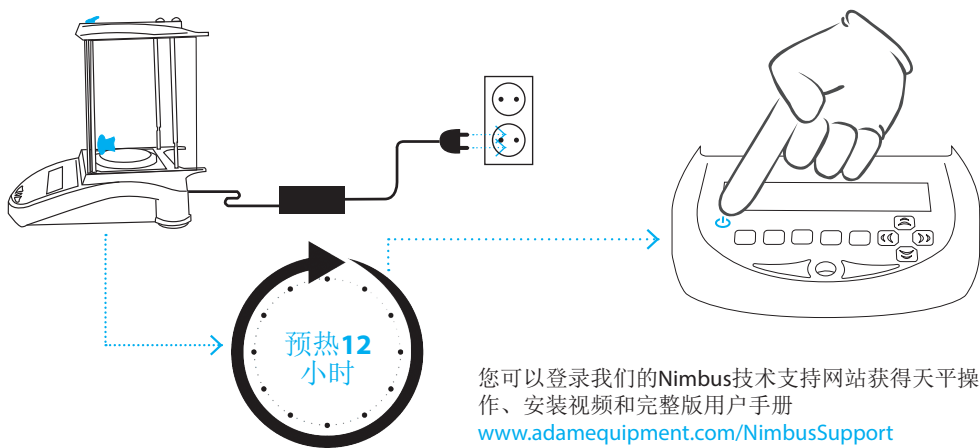 预热12
小时
您可以登录我们的Nimbus技术支持网站获得天平操
作、安装视频和完整版用户手册
www.adamequipment.com/NimbusSupport